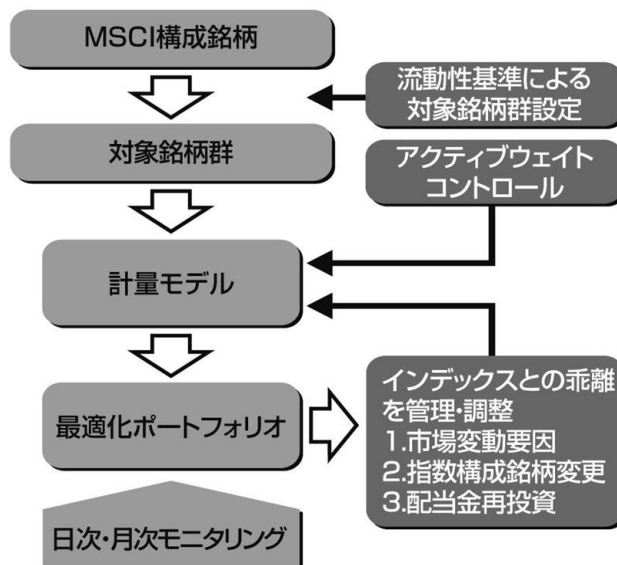 MSCI構成銘柄
流動性基準による
対象銘柄群設定
対象銘柄群
アクティブウェイト
コントロール
計量モデル
最適化ポートフォリオ
インデックスとの乖離
を管理・調整
1.市場変動要因
2.指数構成銘柄変更
3.配当金再投資
日次・月次モニタリング